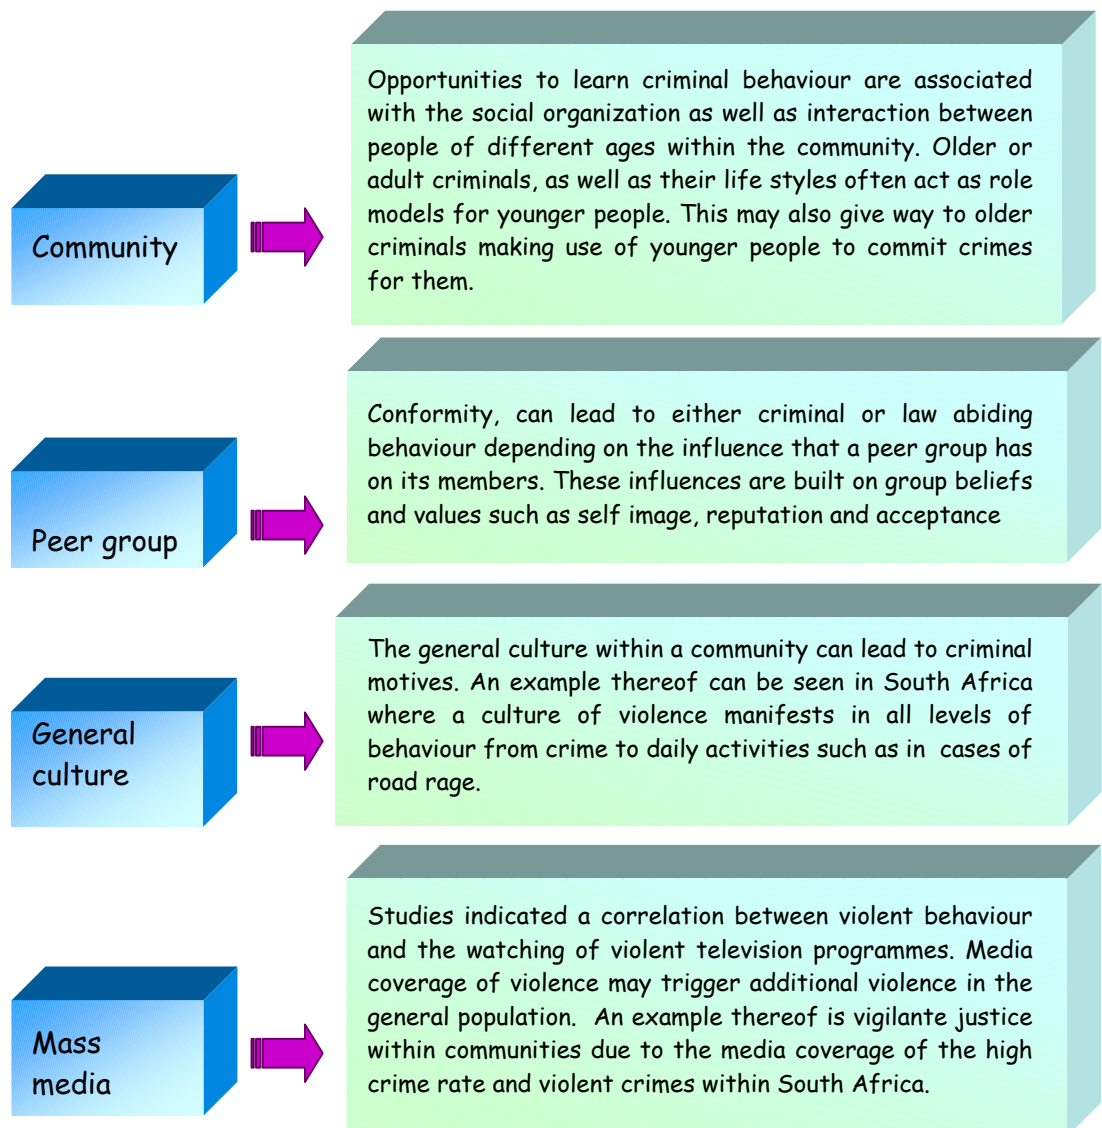 Opportunities to learn criminal behaviour are associated
with the social organization as well as interaction between
people of different ages within the community. Older or
adult criminals, as well as their life styles often act as role
models for younger people. This may also give way to older
criminals making use of younger people to commit crimes
for them.
Community
Conformity, can lead to either criminal or law abiding
behaviour depending on the influence that a peer group has
on its members. These influences are built on group beliefs
and values such as self image, reputation and acceptance
Peer group
The general culture within a community can lead to criminal
motives. An example thereof can be seen in South Africa
where a culture of violence manifests in all levels of
behaviour from crime to daily activities such as in cases of
road rage.
General
culture
Studies indicated a correlation between violent behaviour
and the watching of violent television programmes. Media
coverage of violence may trigger additional violence in the
general population. An example thereof is vigilante justice
within communities due to the media coverage of the high
crime rate and violent crimes within South Africa.
Mass
media